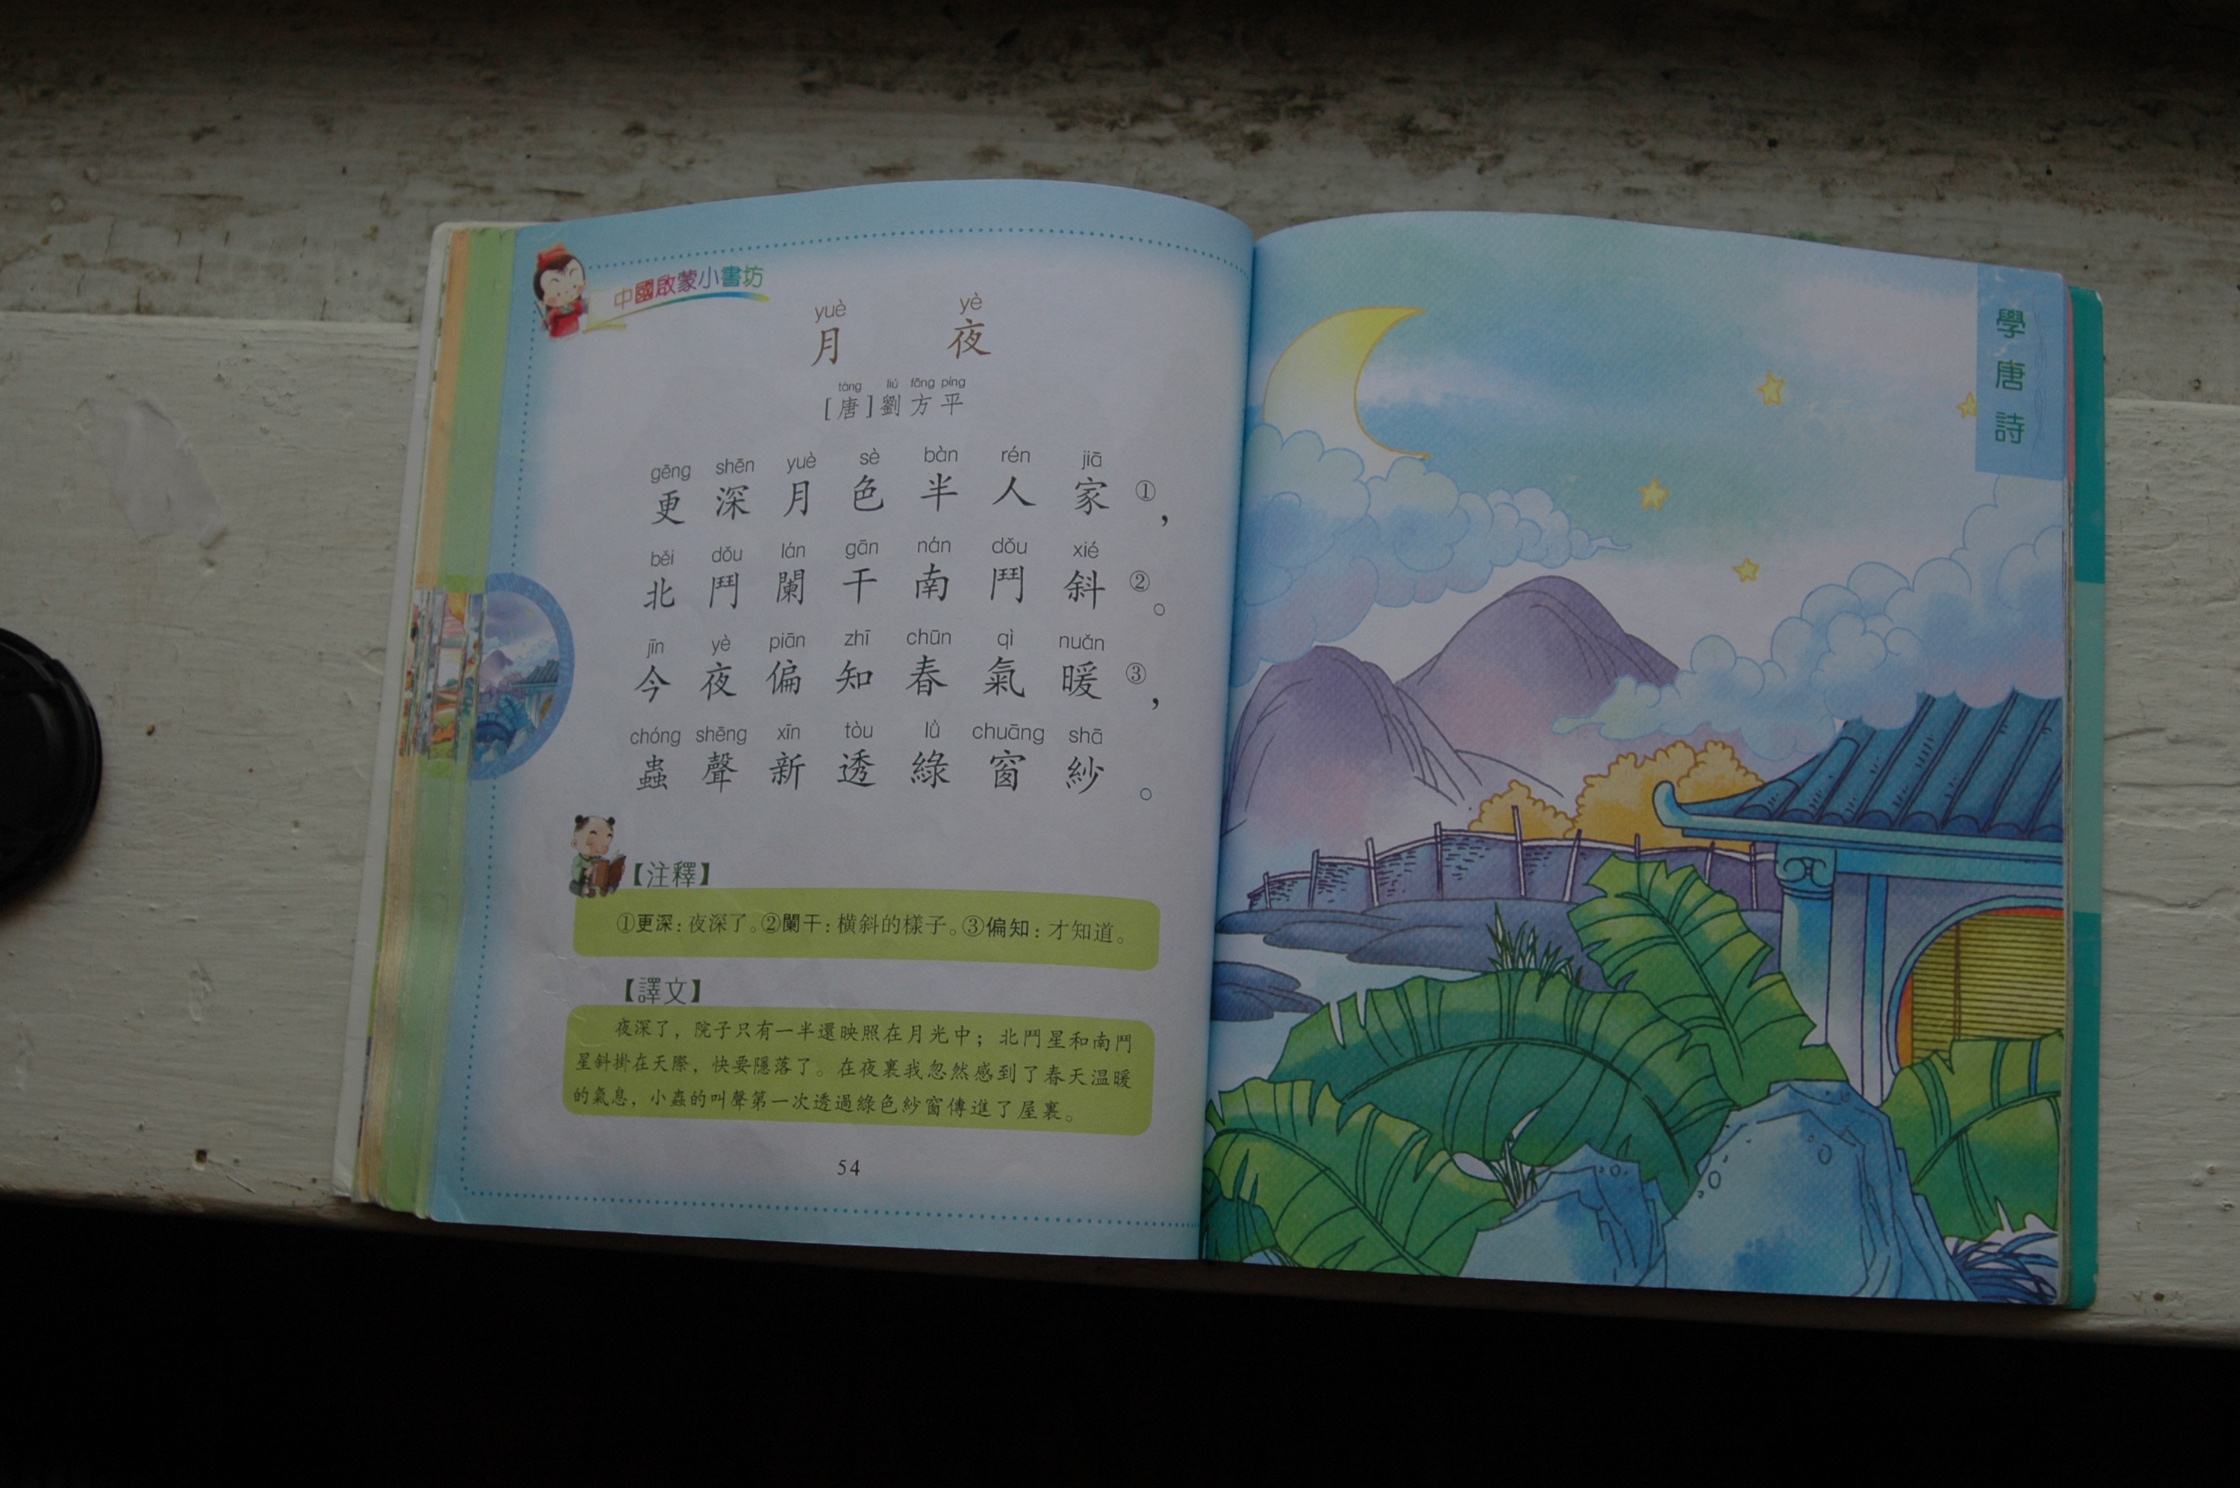 中國啟蒙小書坊
yuè yè
月 夜
táng liú fāng píng
[唐]劉方平
gēng shēn yuè sè bàn rén jiā
更深月色半人家①，
běi dǒu lán gān nán dǒu xié
北鬥闌干南鬥斜②。
jīn yè piān zhī chūn qì nuǎn
今夜偏知春氣暖③，
chóng shēng xīn tòu lǜ chuāng shā
蟲聲新透綠窗紗。
【注釋】
①更深：夜深了。②闌干：橫斜的樣子。③偏知：才知道。
【譯文】
夜深了，院子只有一半還映照在月光中；北鬥星和南鬥
星斜掛在天際，快要隱落了。在夜裏我忽然感到了春天温暖
的氣息，小蟲的叫聲第一次透過綠色紗窗傳進了屋裏。
54
學唐詩